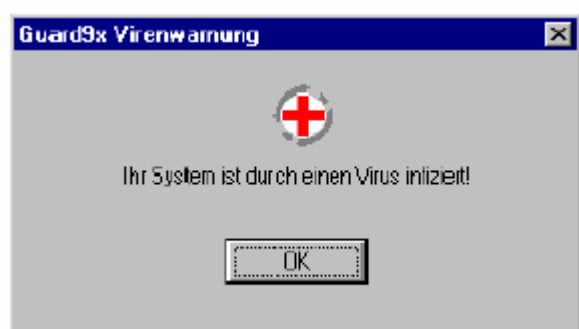 Guard9x Virenwarnung
Ihr System ist durch einen Virus infiziert!
OK